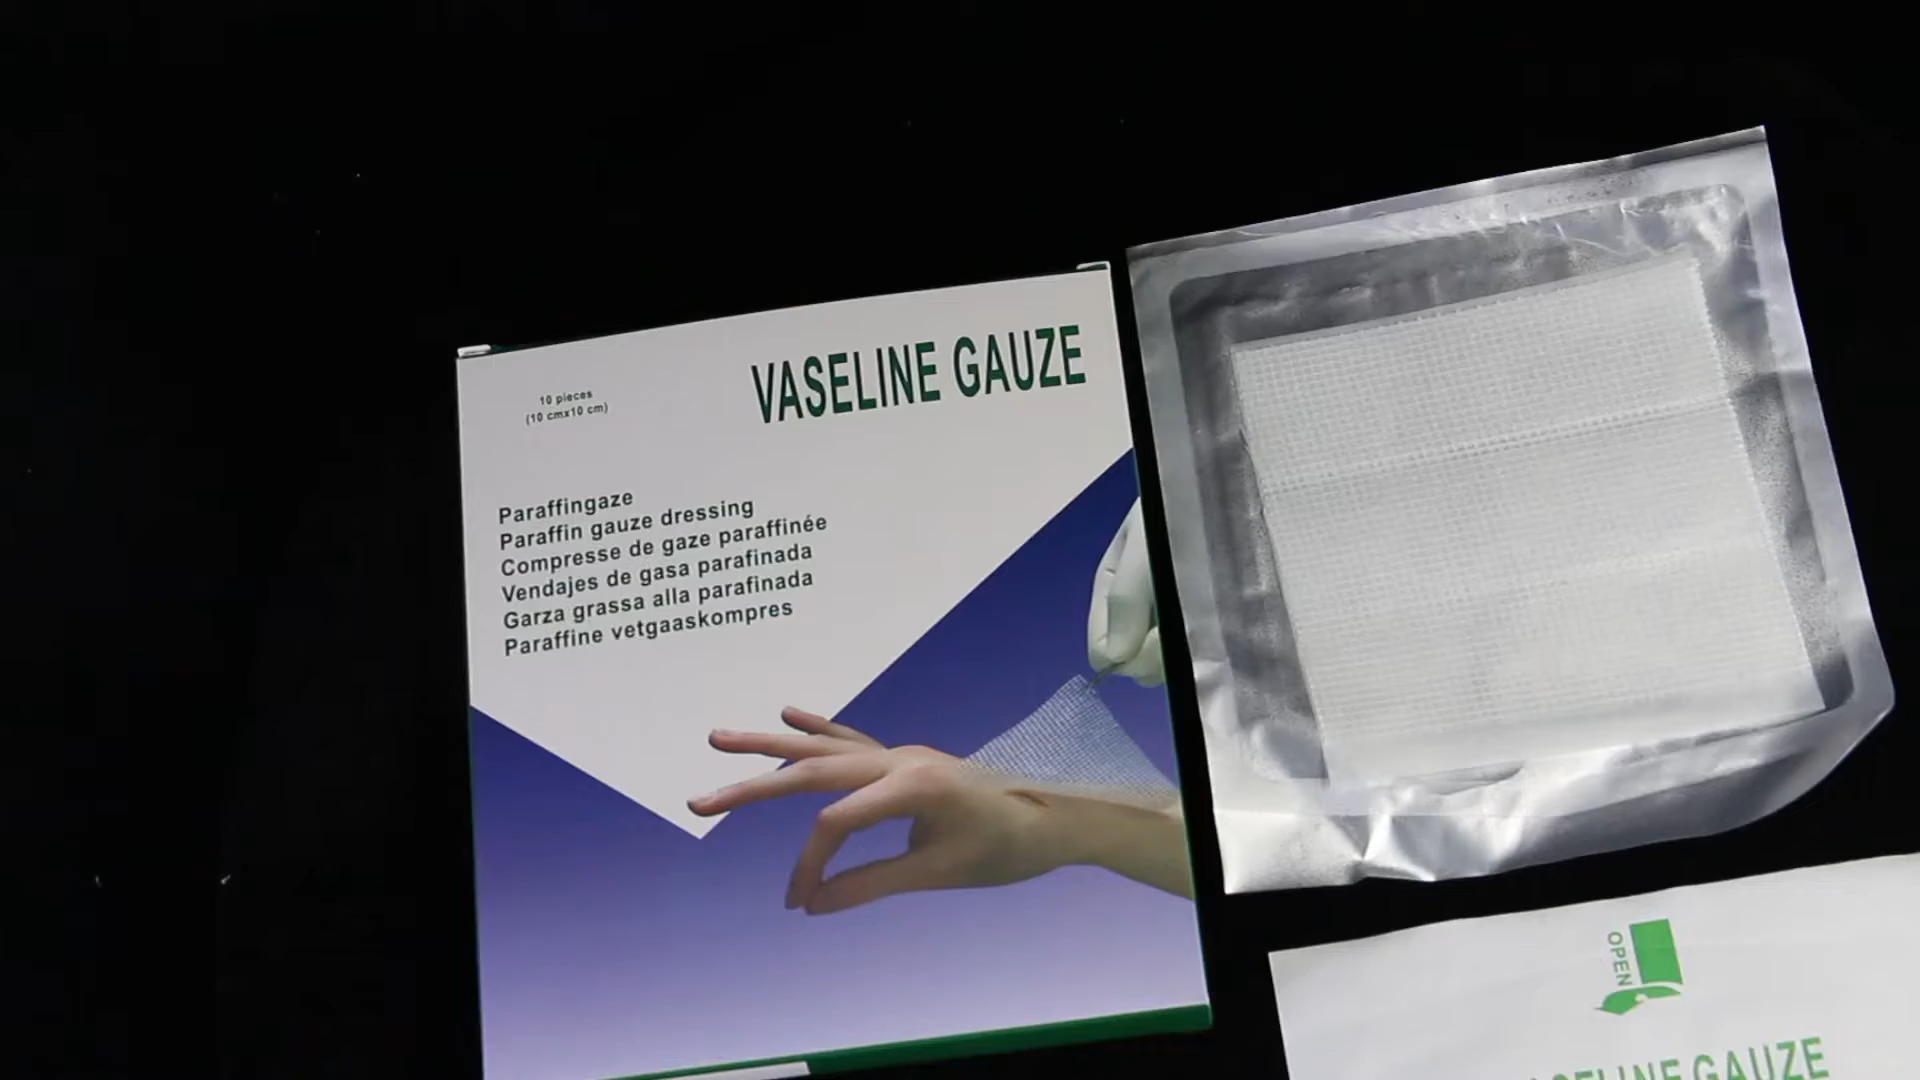 VASELINE GAUZE
10 pieces
(10 cmx10 cm)
Paraffingaze
Paraffin gauze dressing
Compresse de gaze paraffinée
Vendajes de gasa parafinada
Garza grassa alla parafinada
Paraffine vetgaaskompres
OPEN
GAUZE